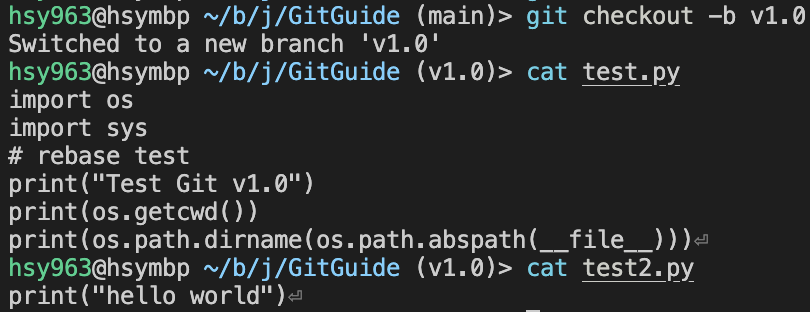 hsy963@hsymbp ~/b/j/GitGuide (main)> git checkout -b v1.0
Switched to a new branch 'v1.0'
hsy963@hsymbp ~/b/j/GitGuide (v1.0)> cat test.py
import os
import sys
# rebase test
print("Test Git v1.0")
print(os.getcwd())
print(os.path.dirname(os.path.abspath(__file__)))⏎
hsy963@hsymbp ~/b/j/GitGuide (v1.0)> cat test2.py
print("hello world")⏎